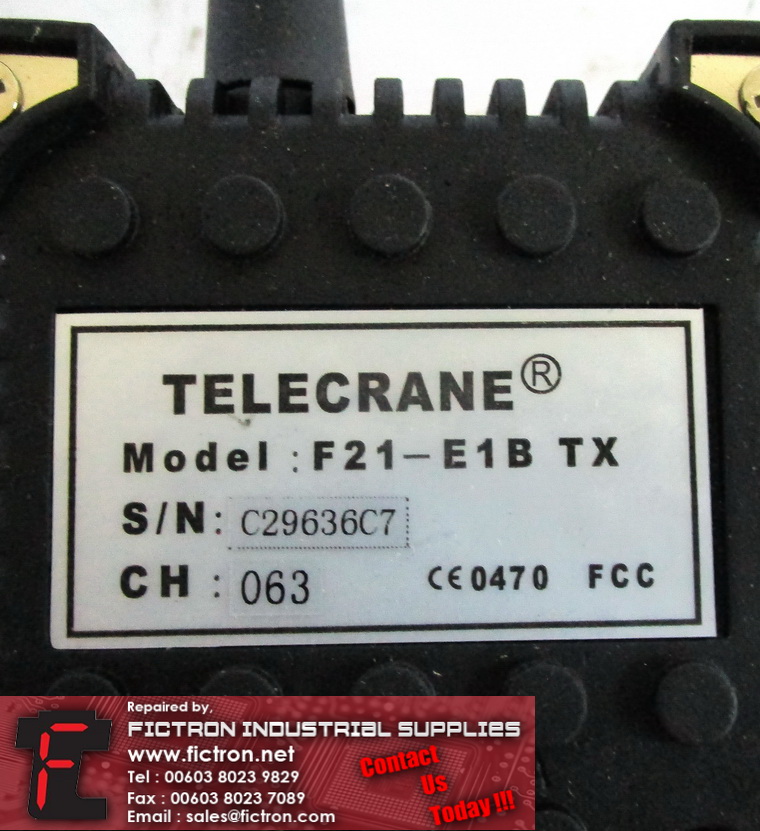 TELECRANE®
Model : F21-E1B TX
S/N: C29636C7
CH : 063 CE0470 FCC
Repaired by,
FICTRON INDUSTRIAL SUPPLIES
www.fictron.net
Tel : 00603 8023 9829
Fax : 00603 8023 7089
Email : sales@fictron.com
Contact
Us
Today !!!